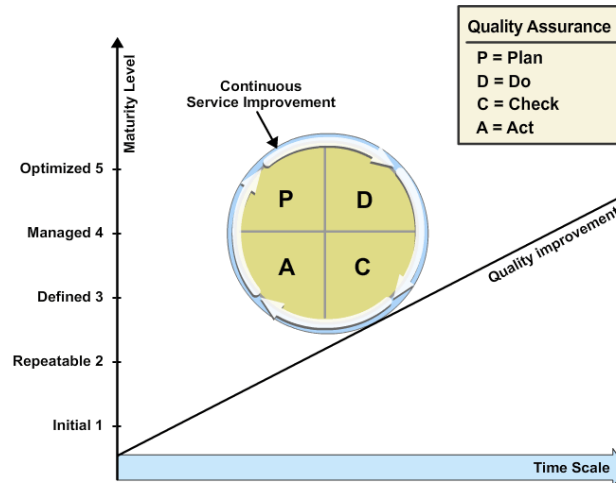 Quality Assurance
P = Plan
D = Do
C = Check
A = Act
Maturity Level
Continuous
Service Improvement
Optimized 5
Managed 4
Defined 3
Repeatable 2
Initial 1
P
D
A
C
Quality improvement
Time Scale